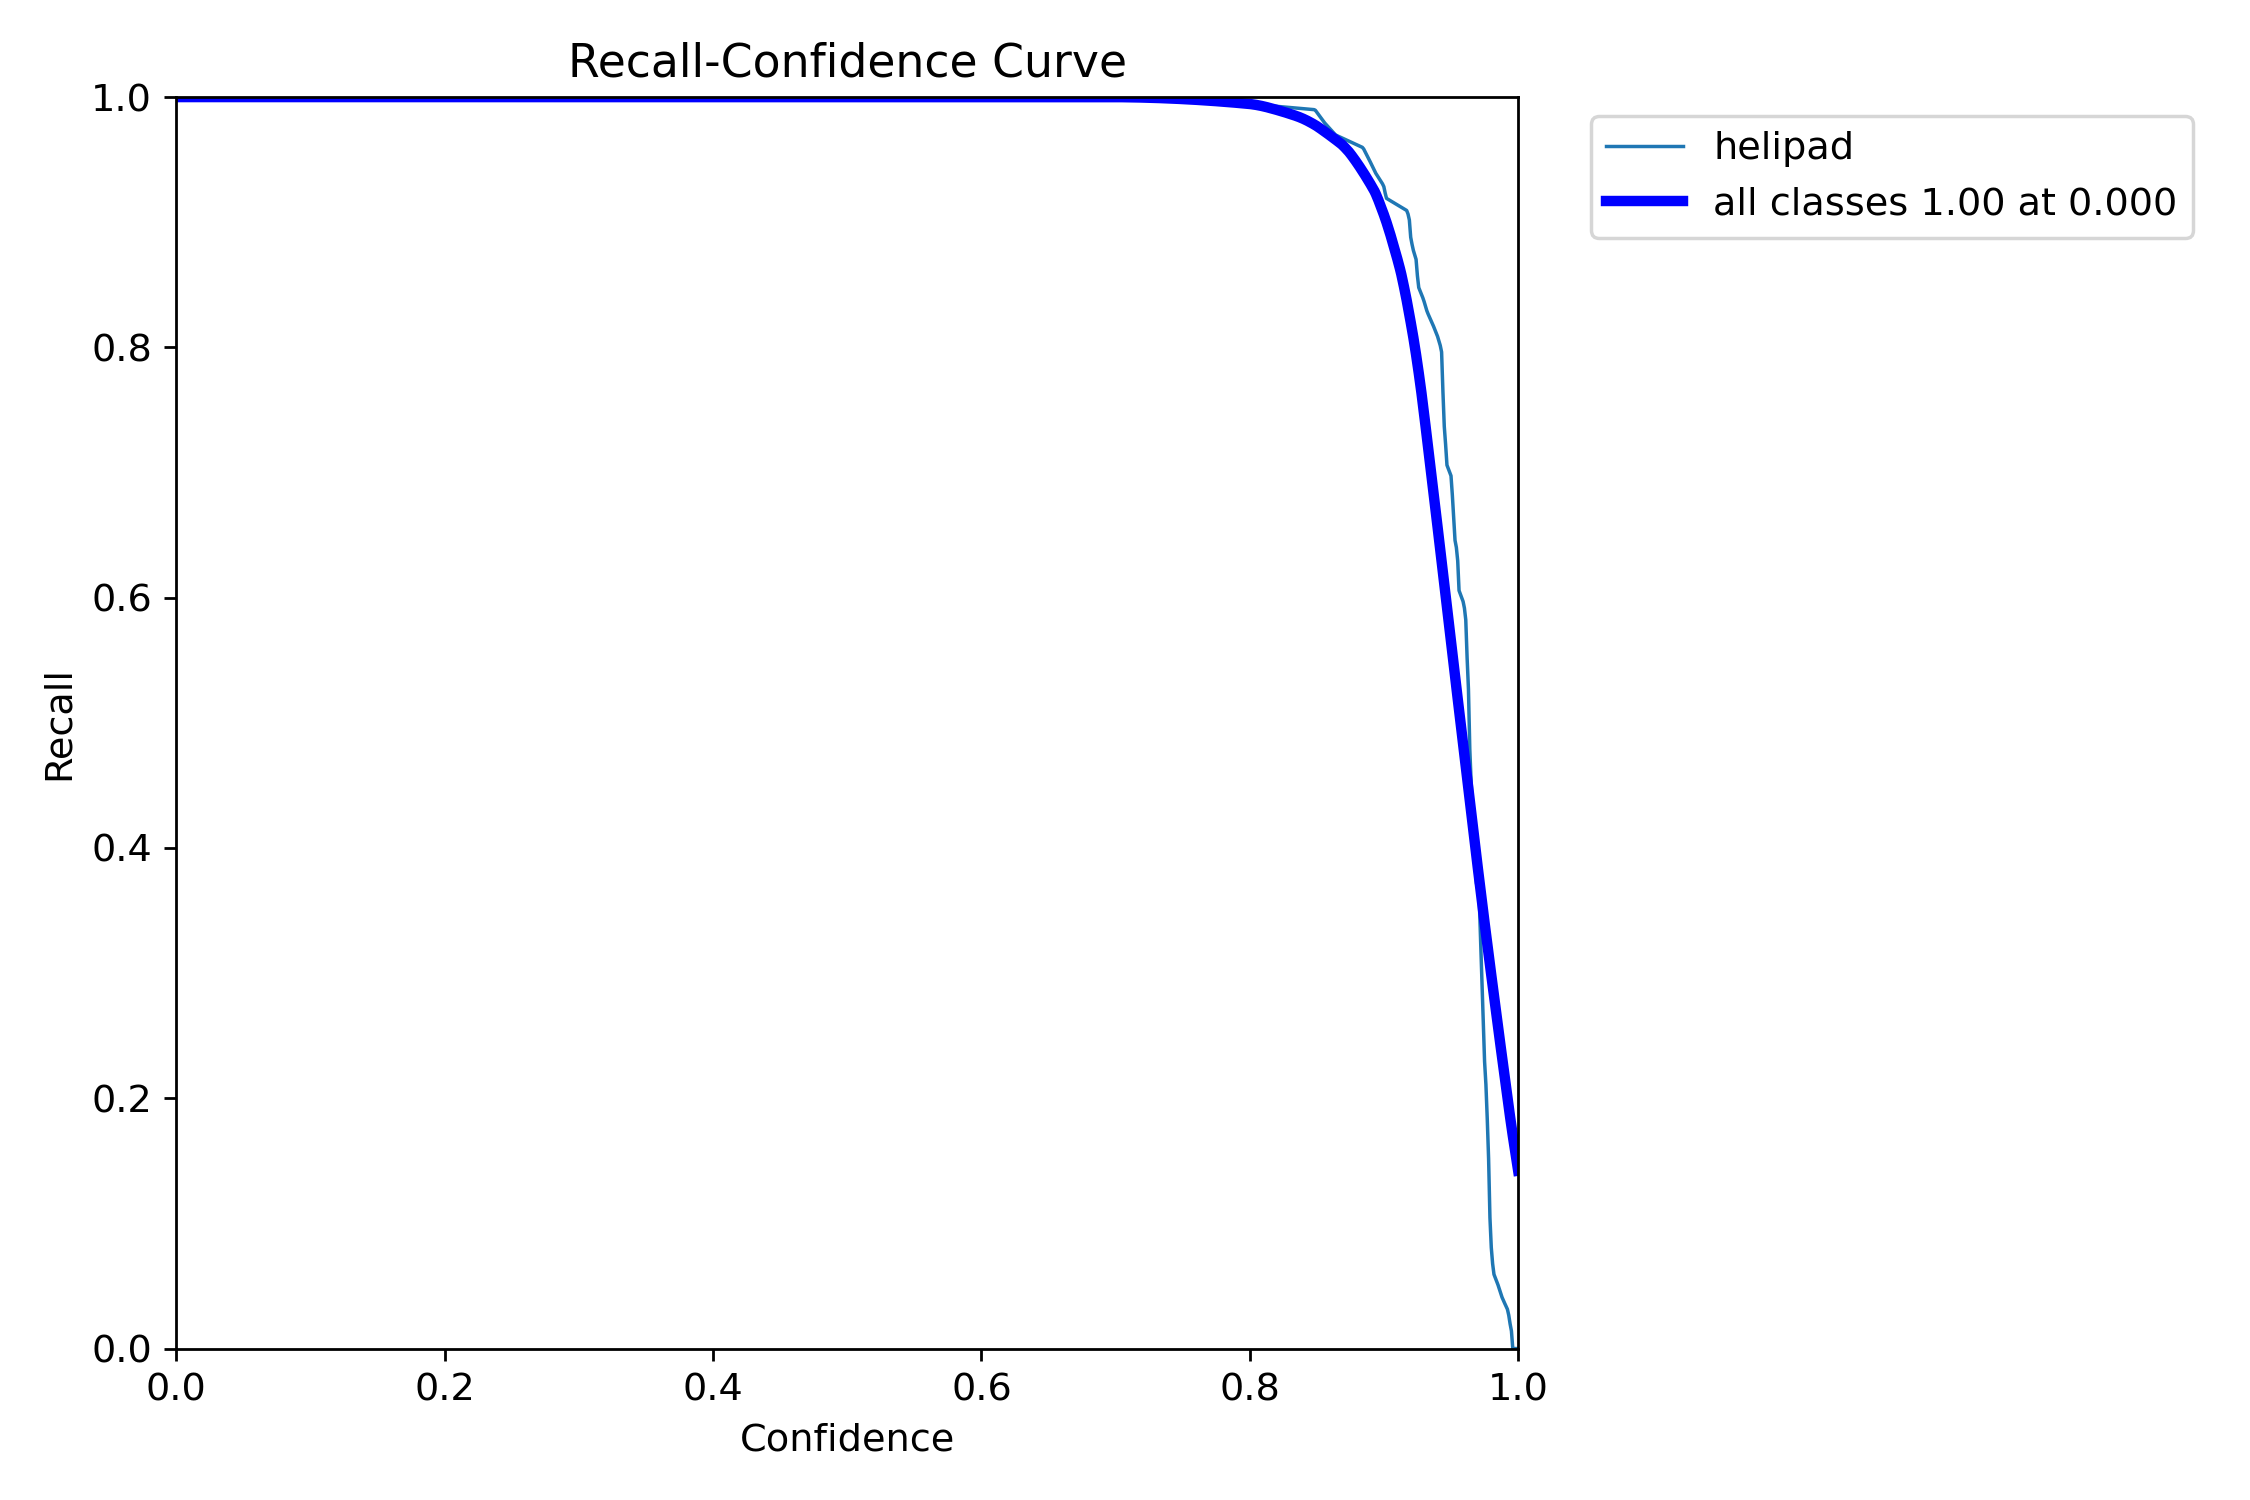 Recall-Confidence Curve
1.0
0.8
0.6
0.4
0.2
0.0
Recall
0.0 0.2 0.4 0.6 0.8 1.0
Confidence
helipad
all classes 1.00 at 0.000